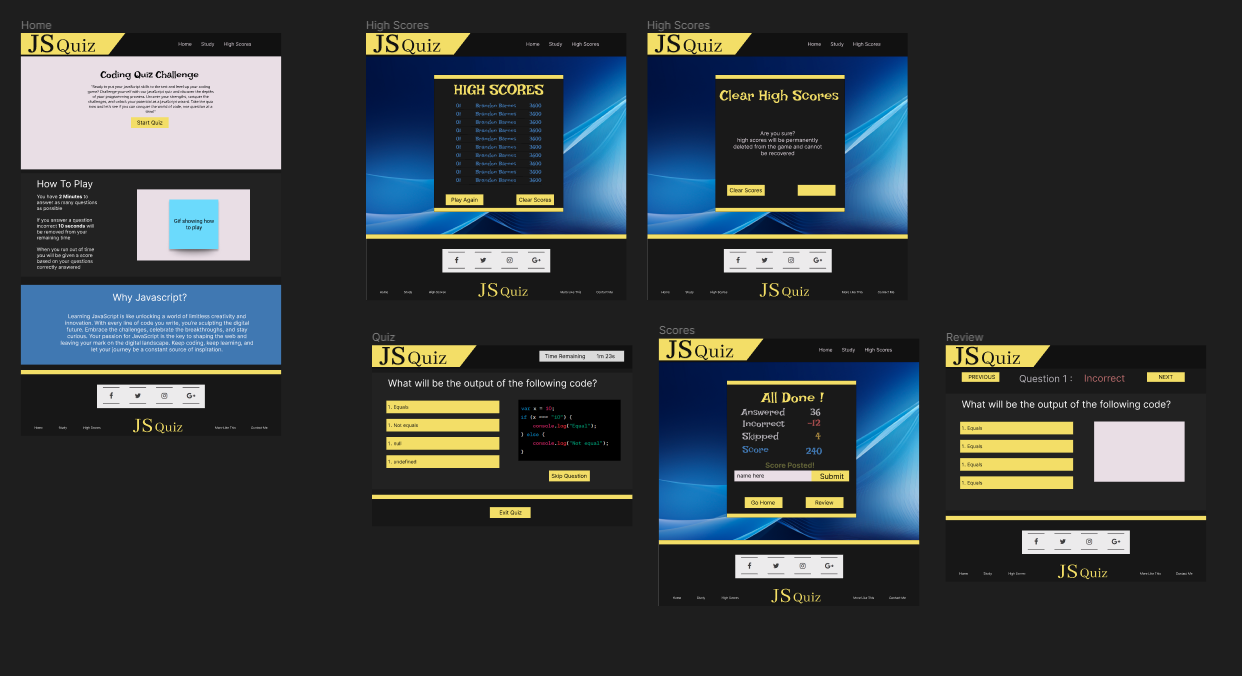 Home
JS Quiz
Home Study High Scores
Coding Quiz Challenge
"Ready to put your JavaScript skills to the test and level up your coding
game? Challenge yourself with our JavaScript quiz and discover the depths
of your programming prowess. Uncover your strengths, conquer the
challenges, and unlock your potential as a JavaScript wizard. Take the quiz
now and let's see if you can conquer the world of code, one question at a
time!"
Start Quiz
How To Play
You have 2 Minutes to
answer as many questions
as possible
If you answer a question
incorrect 10 seconds will
be removed from your
remaining time
When you run out of time
you will be given a score
based on your questions
correctly answered
Gif showing how
to play
Why Javascript?
Learning JavaScript is like unlocking a world of limitless creativity and
innovation. With every line of code you write, you're sculpting the digital
future. Embrace the challenges, celebrate the breakthroughs, and stay
curious. Your passion for JavaScript is the key to shaping the web and
leaving your mark on the digital landscape. Keep coding, keep learning, and
let your journey be a constant source of inspiration.
Home Study High Scores JS Quiz More Like This Contact Me
High Scores
JS Quiz
Home Study High Scores
HIGH SCORES
01 Brandon Barnes 3600
01 Brandon Barnes 3600
01 Brandon Barnes 3600
01 Brandon Barnes 3600
01 Brandon Barnes 3600
01 Brandon Barnes 3600
01 Brandon Barnes 3600
01 Brandon Barnes 3600
01 Brandon Barnes 3600
01 Brandon Barnes 3600
Play Again Clear Scores
Home Study High Scores JS Quiz More Like This Contact Me
High Scores
JS Quiz
Home Study High Scores
Clear High Scores
Are you sure?
high scores will be permanently
deleted from the game and cannot
be recovered
Clear Scores
Home Study High Scores JS Quiz More Like This Contact Me
Quiz
JS Quiz
Time Remaining 1m 23s
What will be the output of the following code?
1. Equals
1. Not equals
1. null
1. undefined
var x = 10;
if (x === "10") {
console.log("Equal");
} else {
console.log("Not equal");
}
Skip Question
Exit Quiz
Scores
JS Quiz
Home Study High Scores
All Done !
Answered 36
Incorrect -12
Skipped 4
Score 240
Score Posted!
name here Submit
Go Home Review
Home Study High Scores JS Quiz More Like This Contact Me
Review
JS Quiz
PREVIOUS Question 1 : Incorrect NEXT
What will be the output of the following code?
1. Equals
1. Equals
1. Equals
1. Equals
Home Study High Scores JS Quiz More Like This Contact Me